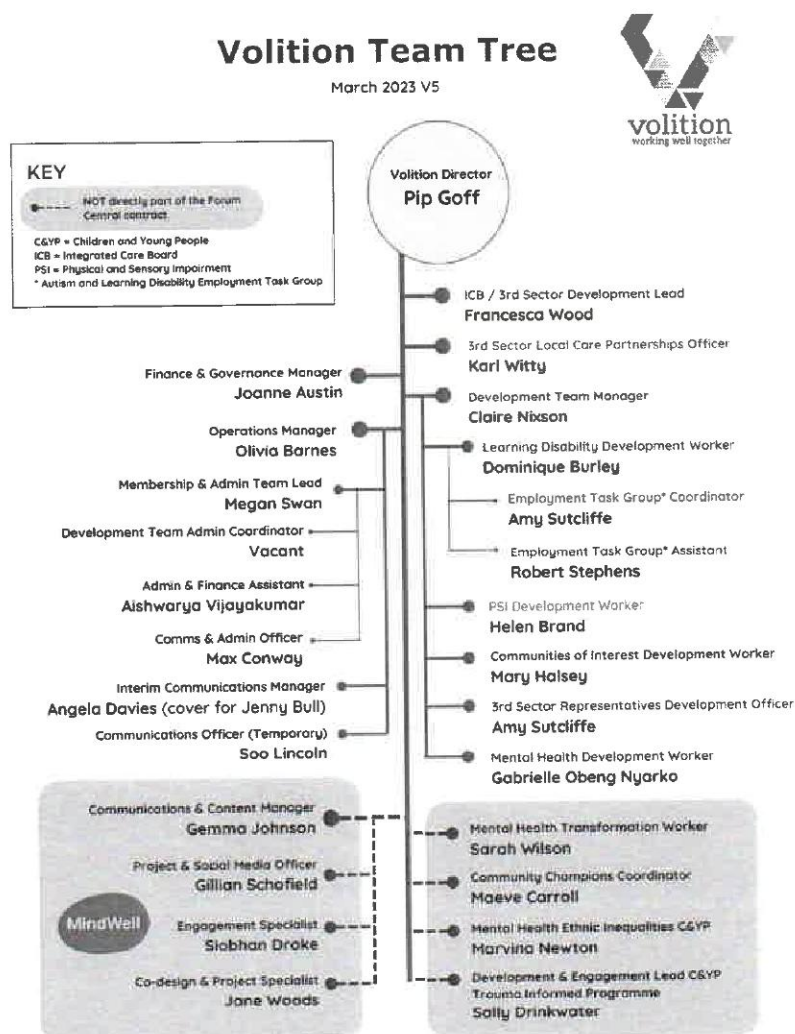 Volition Team Tree
March 2023 V5
volition
working well together
KEY
NOT directly part of the Forum
Central contract
C&YP = Children and Young People
ICB = Integrated Care Board
PSI = Physical and Sensory Impairment
* Autism and Learning Disability Employment Task Group
Volition Director
Pip Goff
ICB / 3rd Sector Development Lead
Francesca Wood
3rd Sector Local Care Partnerships Officer
Karl Witty
Finance & Governance Manager
Joanne Austin
Development Team Manager
Claire Nixson
Operations Manager
Olivia Barnes
Learning Disability Development Worker
Dominique Burley
Membership & Admin Team Lead
Megan Swan
Employment Task Group* Coordinator
Amy Sutcliffe
Development Team Admin Coordinator
Vacant
Employment Task Group* Assistant
Robert Stephens
Admin & Finance Assistant
Aishwarya Vijayakumar
PSI Development Worker
Helen Brand
Comms & Admin Officer
Max Conway
Communities of Interest Development Worker
Mary Halsey
Interim Communications Manager
Angela Davies (cover for Jenny Bull)
3rd Sector Representatives Development Officer
Amy Sutcliffe
Communications Officer (Temporary)
Soo Lincoln
Mental Health Development Worker
Gabrielle Obeng Nyarko
Communications & Content Manager
Gemma Johnson
Project & Social Media Officer
Gillian Schofield
MindWell
Engagement Specialist
Siobhan Drake
Co-design & Project Specialist
Jane Woods
Mental Health Transformation Worker
Sarah Wilson
Community Champions Coordinator
Maeve Carroll
Mental Health Ethnic Inequalities C&YP
Marvina Newton
Development & Engagement Lead C&YP
Trauma Informed Programme
Sally Drinkwater